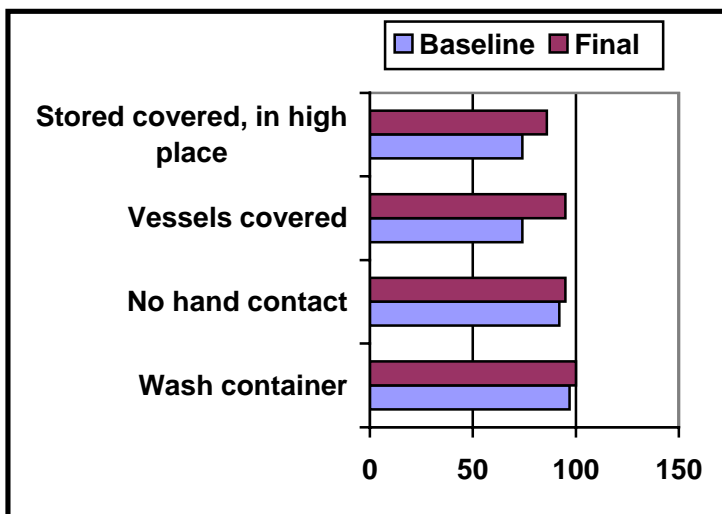 Baseline Final
Stored covered, in high
place
Vessels covered
No hand contact
Wash container
0 50 100 150